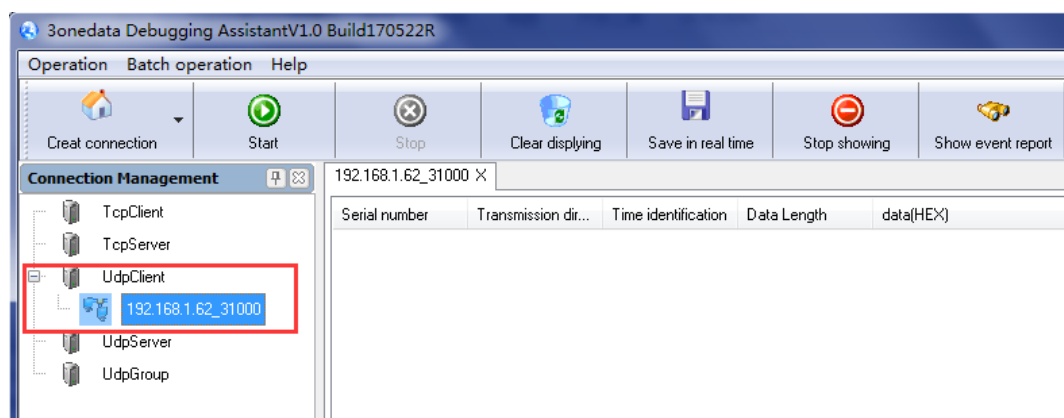 3onedata Debugging AssistantV1.0 Build170522R
Operation Batch operation Help
Creat connection Start Stop Clear displying Save in real time Stop showing Show event report
Connection Management
192.168.1.62_31000
Serial number Transmission dir... Time identification Data Length data(HEX)
TcpClient
TcpServer
UdpClient
192.168.1.62_31000
UdpServer
UdpGroup